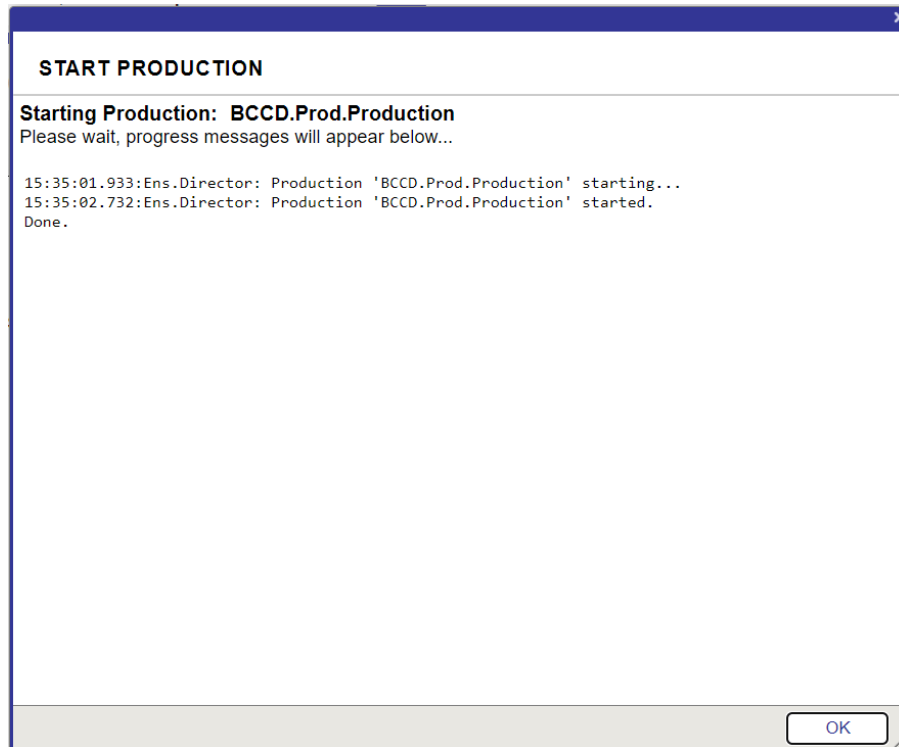 START PRODUCTION
Starting Production: BCCD.Prod.Production
Please wait, progress messages will appear below...
15:35:01.933:Ens.Director: Production 'BCCD.Prod.Production' starting...
15:35:02.732:Ens.Director: Production 'BCCD.Prod.Production' started.
Done.
OK